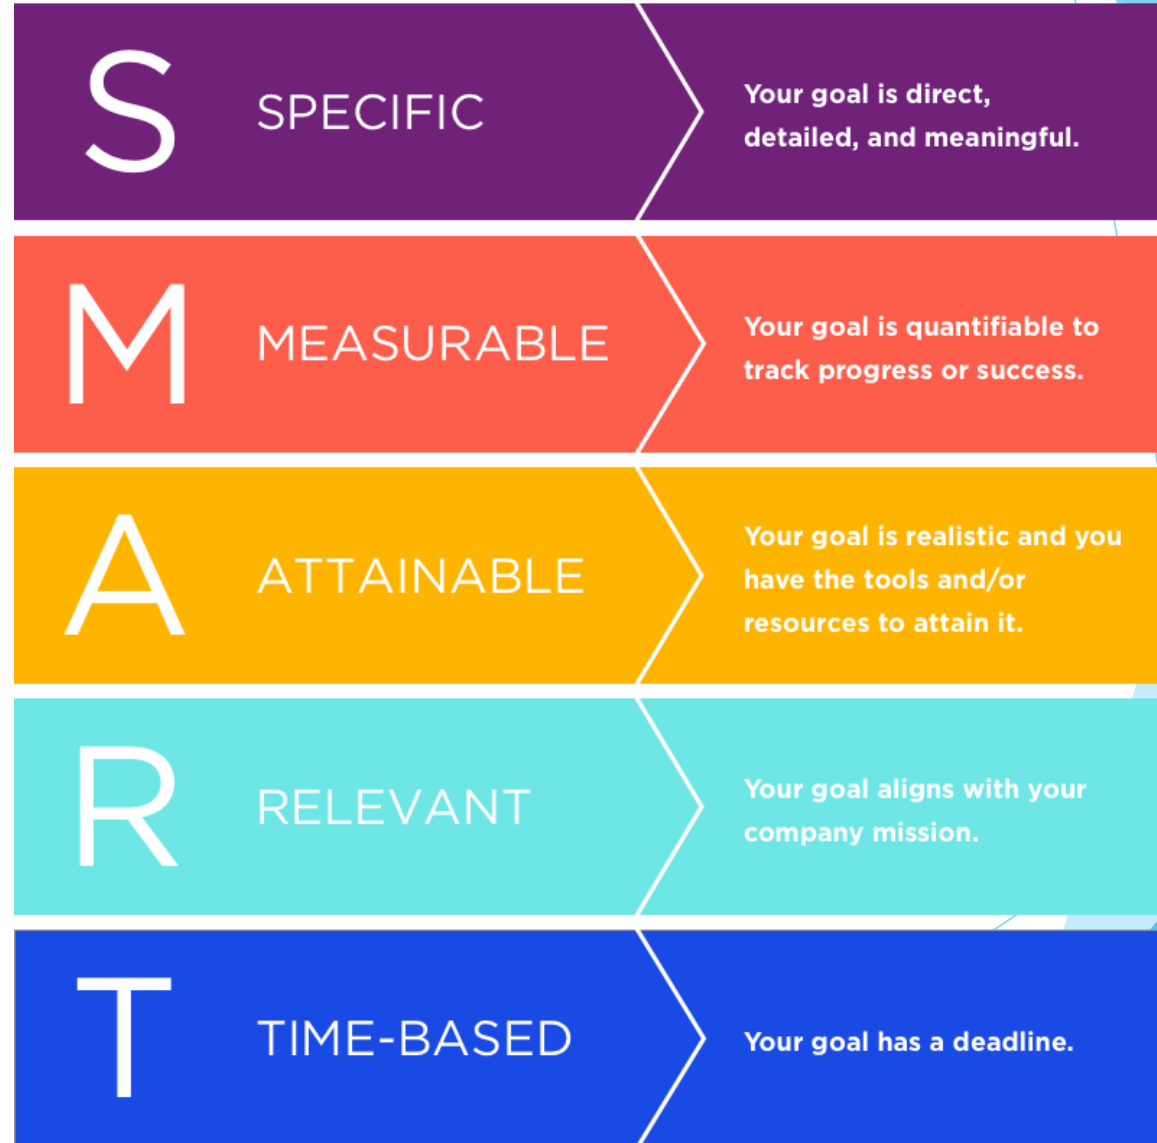 S SPECIFIC
Your goal is direct,
detailed, and meaningful.
M MEASURABLE
Your goal is quantifiable to
track progress or success.
A ATTAINABLE
Your goal is realistic and you
have the tools and/or
resources to attain it.
R RELEVANT
Your goal aligns with your
company mission.
T TIME-BASED
Your goal has a deadline.